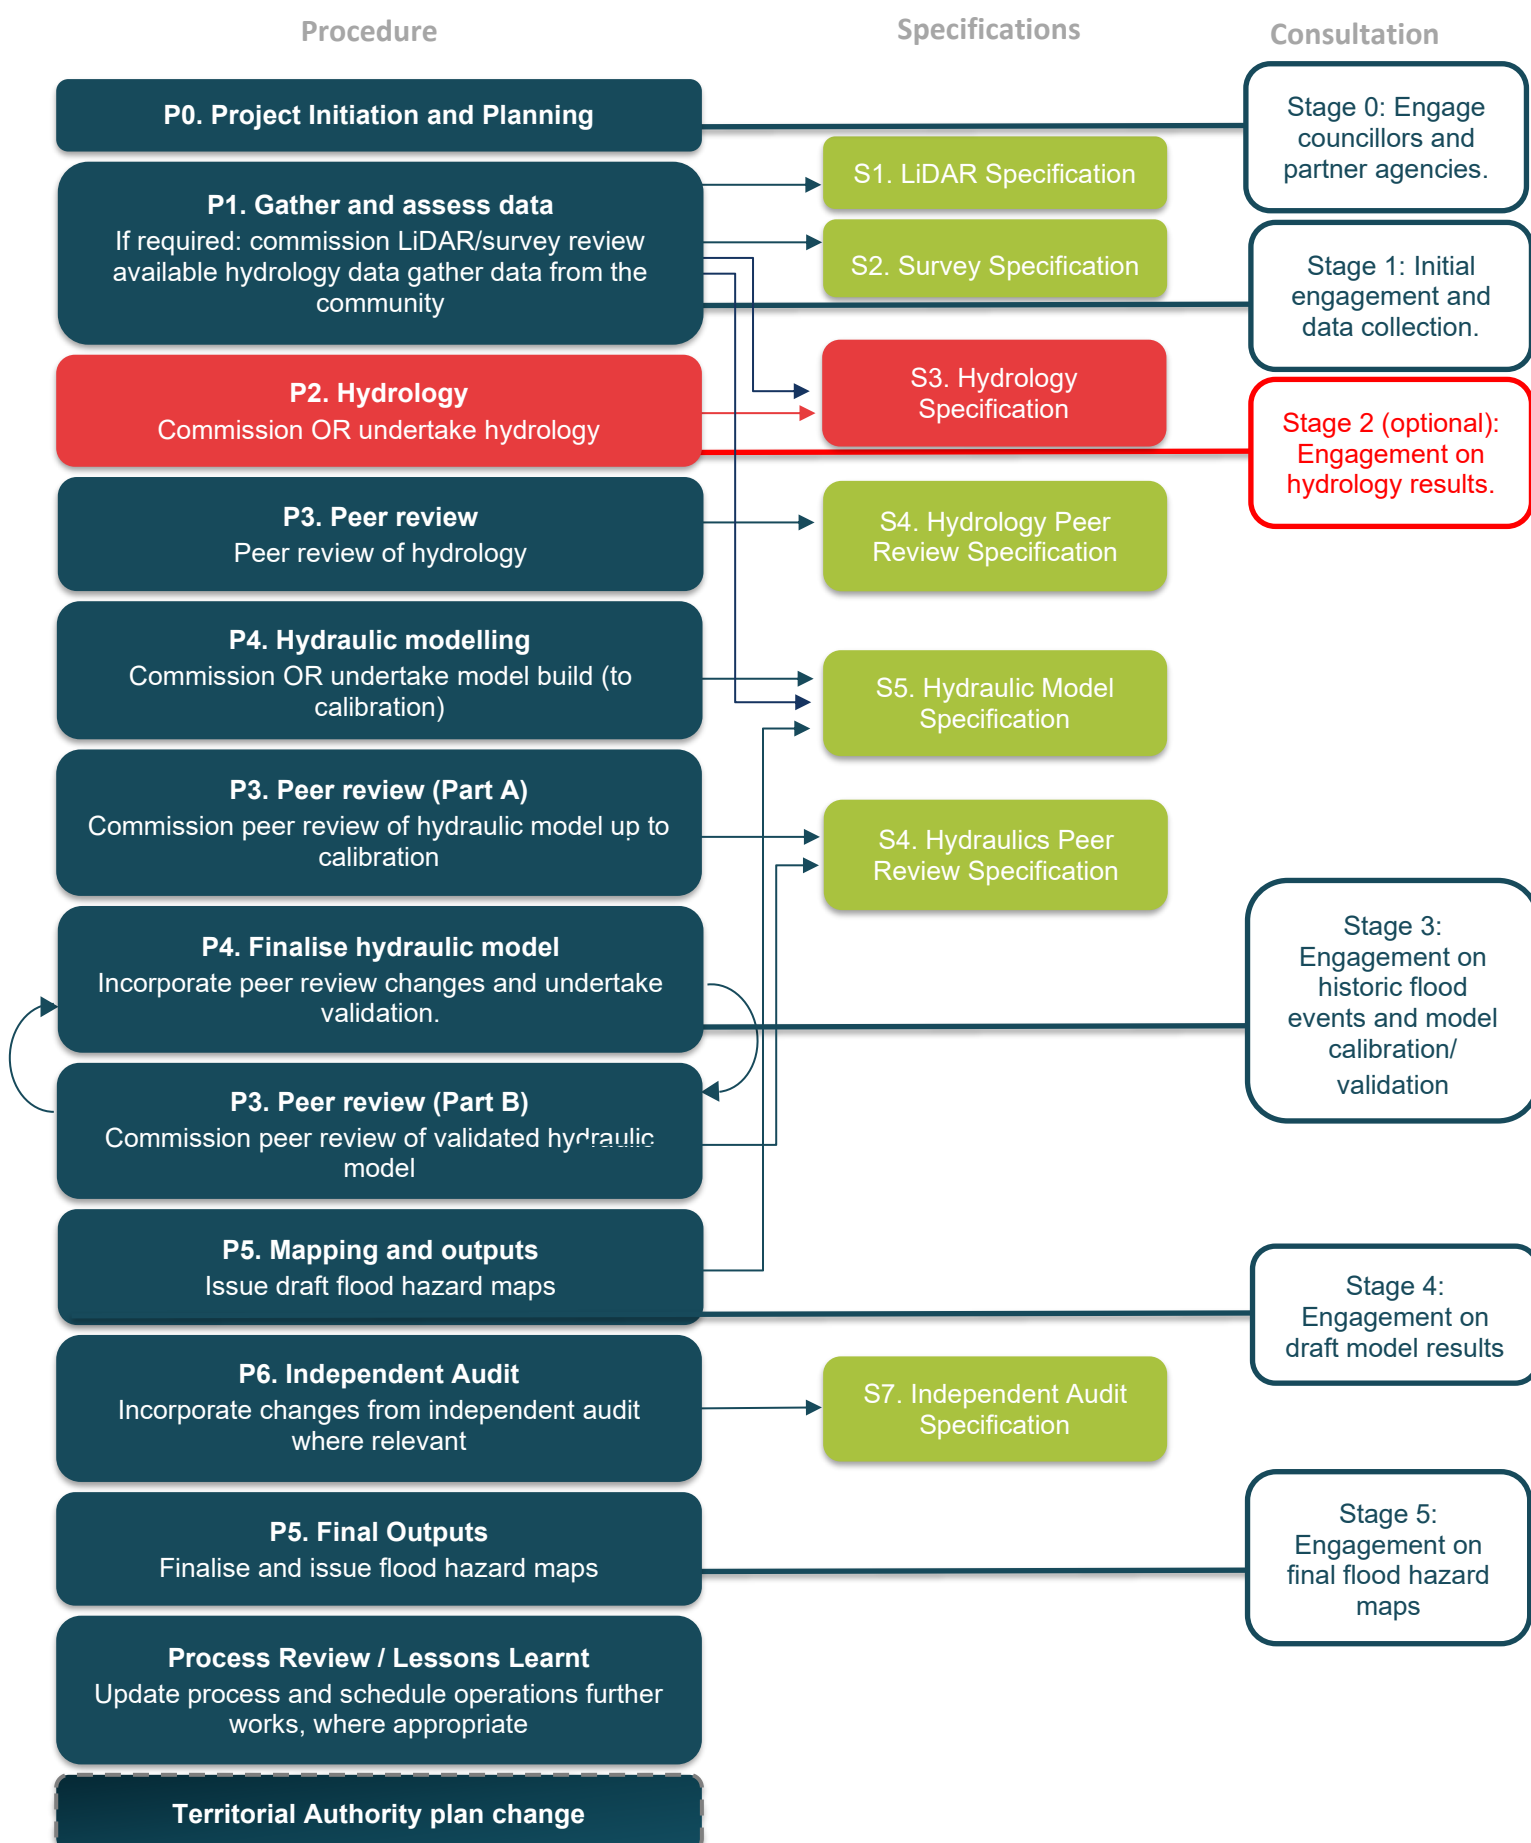 Procedure
Specifications
Consultation
P0. Project Initiation and Planning
Stage 0: Engage
councillors and
partner agencies.
P1. Gather and assess data
If required: commission LiDAR/survey review
available hydrology data gather data from the
community
S1. LiDAR Specification
S2. Survey Specification
Stage 1: Initial
engagement and
data collection.
P2. Hydrology
Commission OR undertake hydrology
S3. Hydrology
Specification
Stage 2 (optional):
Engagement on
hydrology results.
P3. Peer review
Peer review of hydrology
S4. Hydrology Peer
Review Specification
P4. Hydraulic modelling
Commission OR undertake model build (to
calibration)
S5. Hydraulic Model
Specification
P3. Peer review (Part A)
Commission peer review of hydraulic model up to
calibration
S4. Hydraulics Peer
Review Specification
P4. Finalise hydraulic model
Incorporate peer review changes and undertake
validation.
Stage 3:
Engagement on
historic flood
events and model
calibration/
validation
P3. Peer review (Part B)
Commission peer review of validated hydraulic
model
P5. Mapping and outputs
Issue draft flood hazard maps
Stage 4:
Engagement on
draft model results
P6. Independent Audit
Incorporate changes from independent audit
where relevant
S7. Independent Audit
Specification
P5. Final Outputs
Finalise and issue flood hazard maps
Stage 5:
Engagement on
final flood hazard
maps
Process Review / Lessons Learnt
Update process and schedule operations further
works, where appropriate
Territorial Authority plan change